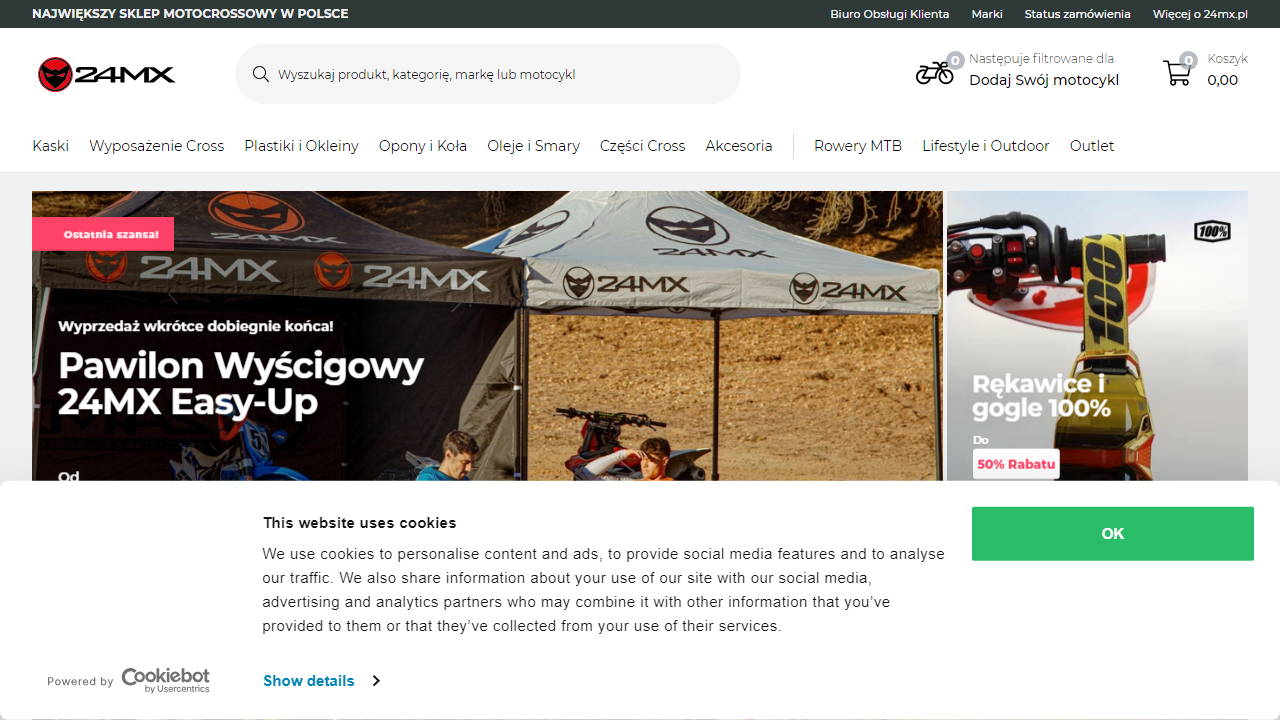 NAJWIĘKSZY SKLEP MOTOCROSSOWY W POLSCE
Biuro Obsługi Klienta
Marki
Status zamówienia
Więcej o 24mx.pl
24MX
Wyszukaj produkt, kategorię, markę lub motocykl
0
Następuje filtrowane dla
Dodaj Swój motocykl
0
Koszyk
0,00
Kaski
Wyposażenie Cross
Plastiki i Okleiny
Opony i Koła
Oleje i Smary
Części Cross
Akcesoria
Rowery MTB
Lifestyle i Outdoor
Outlet
Ostatnia szansa!
24MX
24MX
24MX
24MX
24MX
Wyprzedaż wkrótce dobiegnie końca!
Pawilon Wyścigowy
24MX Easy-Up
Od
100%
100
Rękawice i
gogle 100%
Do
50% Rabatu
This website uses cookies
We use cookies to personalise content and ads, to provide social media features and to analyse
our traffic. We also share information about your use of our site with our social media,
advertising and analytics partners who may combine it with other information that you've
provided to them or that they've collected from your use of their services.
OK
Powered by
Cookiebot
by Usercentrics
Show details